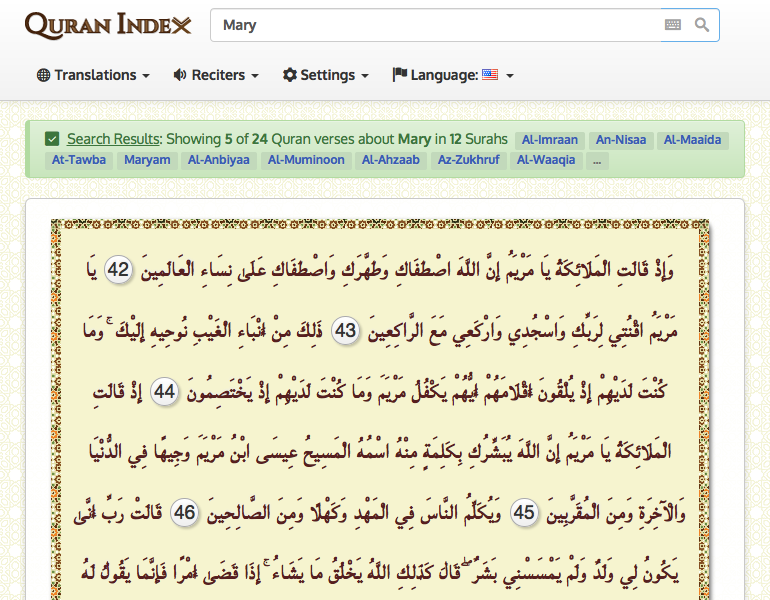 QURAN INDEX
Mary
Translations Reciters Settings Language:
Search Results: Showing 5 of 24 Quran verses about Mary in 12 Surahs Al-Imraan An-Nisaa Al-Maaida
At-Tawba Maryam Al-Anbiyaa Al-Muminoon Al-Ahzaab Az-Zukhruf Al-Waaqia ...
وَإِذْ قَالَتِ الْمَلَائِكَةُ يَا مَرْيَمُ إِنَّ اللَّهَ اصْطَفَاكِ وَطَهَّرَكِ وَاصْطَفَاكِ عَلَىٰ نِسَاءِ الْعَالَمِينَ 42 يَا
مَرْيَمُ اقْنُتِي لِرَبِّكِ وَاسْجُدِي وَارْكَعِي مَعَ الرَّاكِعِينَ 43 ذَٰلِكَ مِنْ أَنْبَاءِ الْغَيْبِ نُوحِيهِ إِلَيْكَ ۚ وَمَا
كُنْتَ لَدَيْهِمْ إِذْ يُلْقُونَ أَقْلَامَهُمْ أَيُّهُمْ يَكْفُلُ مَرْيَمَ وَمَا كُنْتَ لَدَيْهِمْ إِذْ يَخْتَصِمُونَ 44 إِذْ قَالَتِ
الْمَلَائِكَةُ يَا مَرْيَمُ إِنَّ اللَّهَ يُبَشِّرُكِ بِكَلِمَةٍ مِنْهُ اسْمُهُ الْمَسِيحُ عِيسَى ابْنُ مَرْيَمَ وَجِيهًا فِي الدُّنْيَا
وَالْآخِرَةِ وَمِنَ الْمُقَرَّبِينَ 45 وَيُكَلِّمُ النَّاسَ فِي الْمَهْدِ وَكَهْلًا وَمِنَ الصَّالِحِينَ 46 قَالَتْ رَبِّ أَنَّىٰ
يَكُونُ لِي وَلَدٌ وَلَمْ يَمْسَسْنِي بَشَرٌ ۖ قَالَ كَذَٰلِكِ اللَّهُ يَخْلُقُ مَا يَشَاءُ ۚ إِذَا قَضَىٰ أَمْرًا فَإِنَّمَا يَقُولُ لَهُ